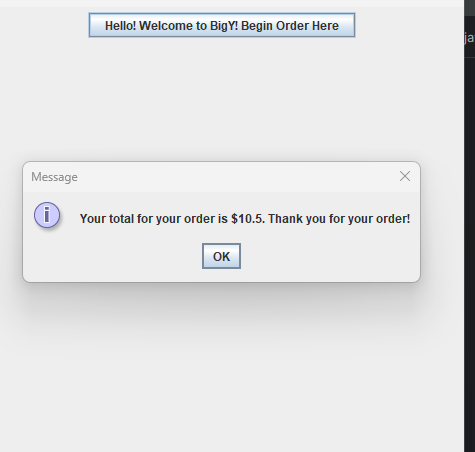 Hello! Welcome to BigY! Begin Order Here
ja
Message
Your total for your order is $10.5. Thank you for your order!
OK